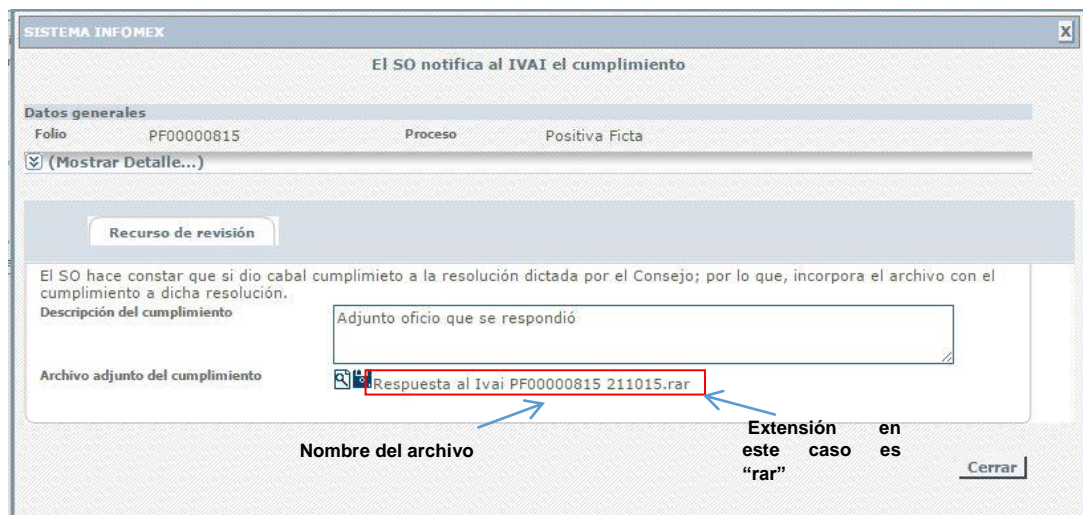 SISTEMA INFOMEX
X
El SO notifica al IVAI el cumplimiento
Datos generales
Folio PF00000815 Proceso Positiva Ficta
(Mostrar Detalle...)
Recurso de revisión
El SO hace constar que si dio cabal cumplimieto a la resolución dictada por el Consejo; por lo que, incorpora el archivo con el
cumplimiento a dicha resolución.
Descripción del cumplimiento
Adjunto oficio que se respondió
Archivo adjunto del cumplimiento
Respuesta al Ivai PF00000815 211015.rar
Nombre del archivo
Extensión en
este caso es
“rar”
Cerrar